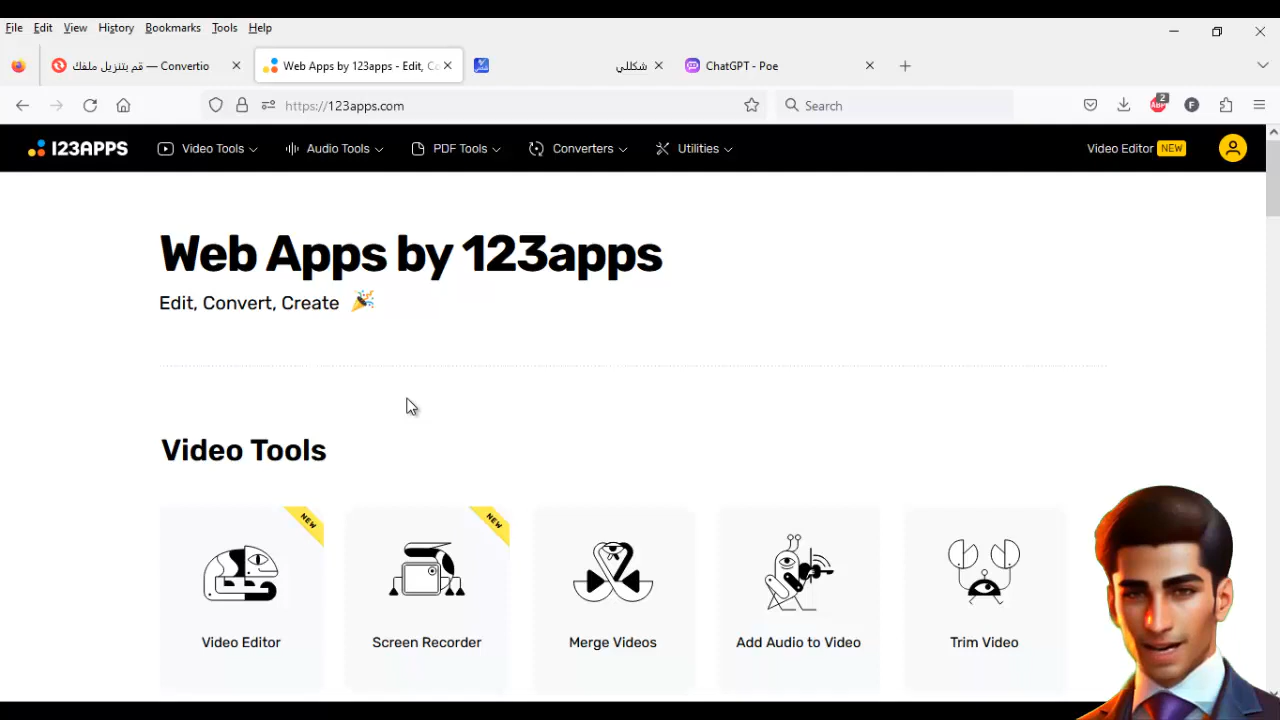 File Edit View History Bookmarks Tools Help
قم بتنزيل ملفك — Convertio
Web Apps by 123apps - Edit, Co
شكللي
ChatGPT - Poe
https://123apps.com
Search
2
ABP
F
123APPS
Video Tools
Audio Tools
PDF Tools
Converters
Utilities
Video Editor NEW
Web Apps by 123apps
Edit, Convert, Create
Video Tools
NEW
NEW
Video Editor
Screen Recorder
Merge Videos
Add Audio to Video
Trim Video